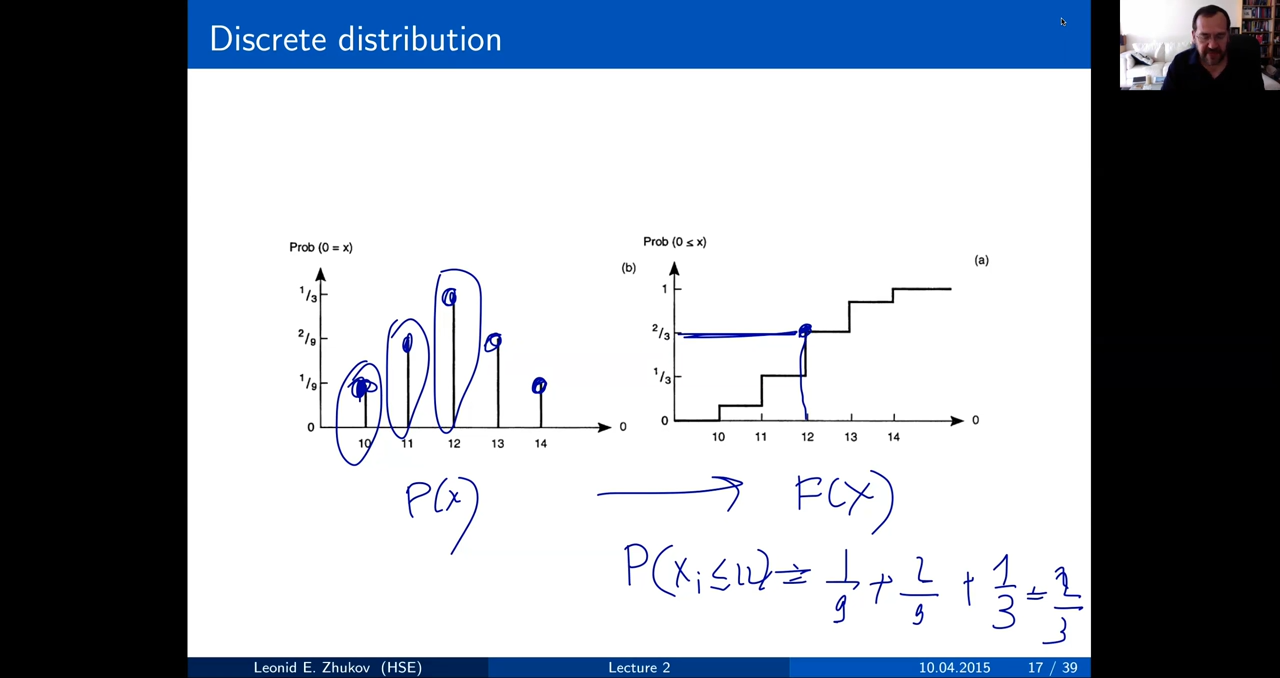 Discrete distribution
Prob (0 = x)
(b)
1/3
2/9
1/9
0
0
10 11 12 13 14
Prob (0 ≤ x)
(a)
1
2/3
1/3
0
0
10 11 12 13 14
P(x) → F(x)
P(xᵢ ≤ 12) = 1/9 + 2/9 + 1/3 = 2/3
Leonid E. Zhukov (HSE) Lecture 2 10.04.2015 17 / 39